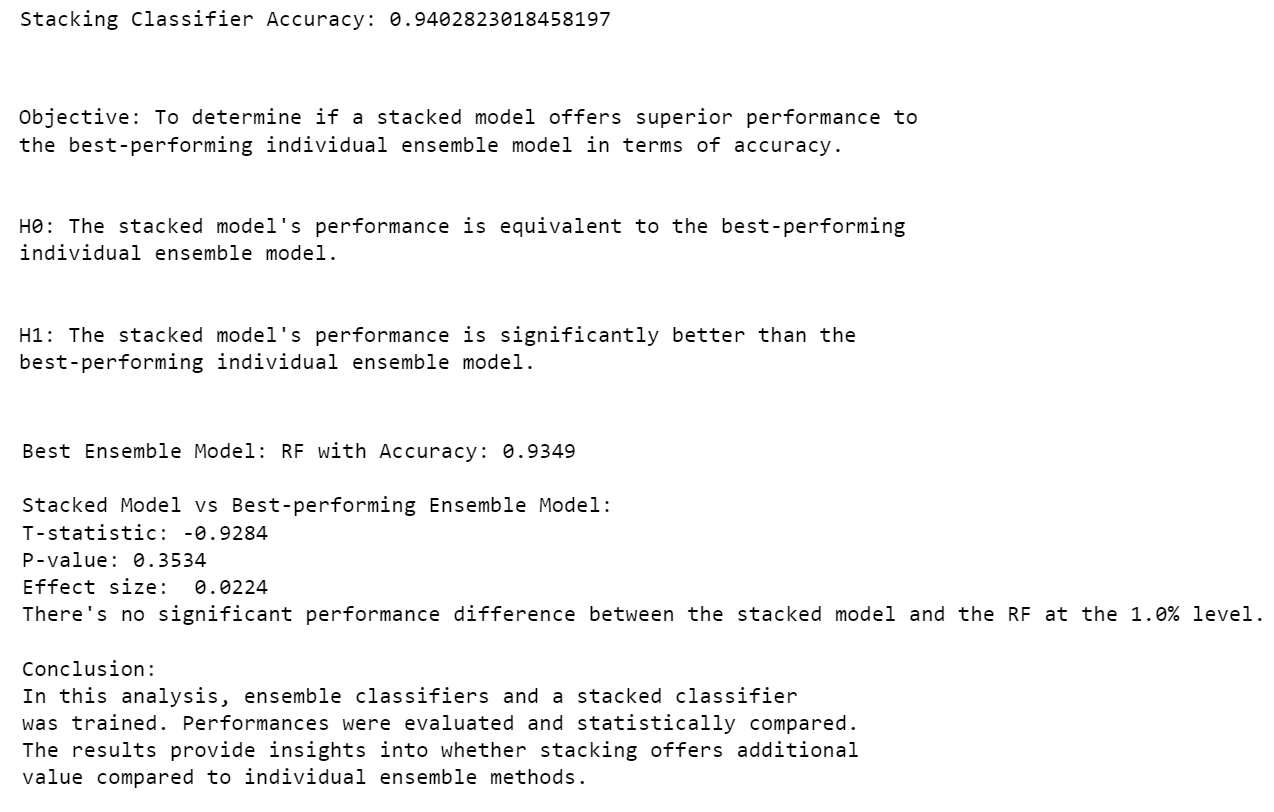 Stacking Classifier Accuracy: 0.9402823018458197
Objective: To determine if a stacked model offers superior performance to
the best-performing individual ensemble model in terms of accuracy.
H0: The stacked model's performance is equivalent to the best-performing
individual ensemble model.
H1: The stacked model's performance is significantly better than the
best-performing individual ensemble model.
Best Ensemble Model: RF with Accuracy: 0.9349
Stacked Model vs Best-performing Ensemble Model:
T-statistic: -0.9284
P-value: 0.3534
Effect size:  0.0224
There's no significant performance difference between the stacked model and the RF at the 1.0% level.
Conclusion:
In this analysis, ensemble classifiers and a stacked classifier
was trained. Performances were evaluated and statistically compared.
The results provide insights into whether stacking offers additional
value compared to individual ensemble methods.